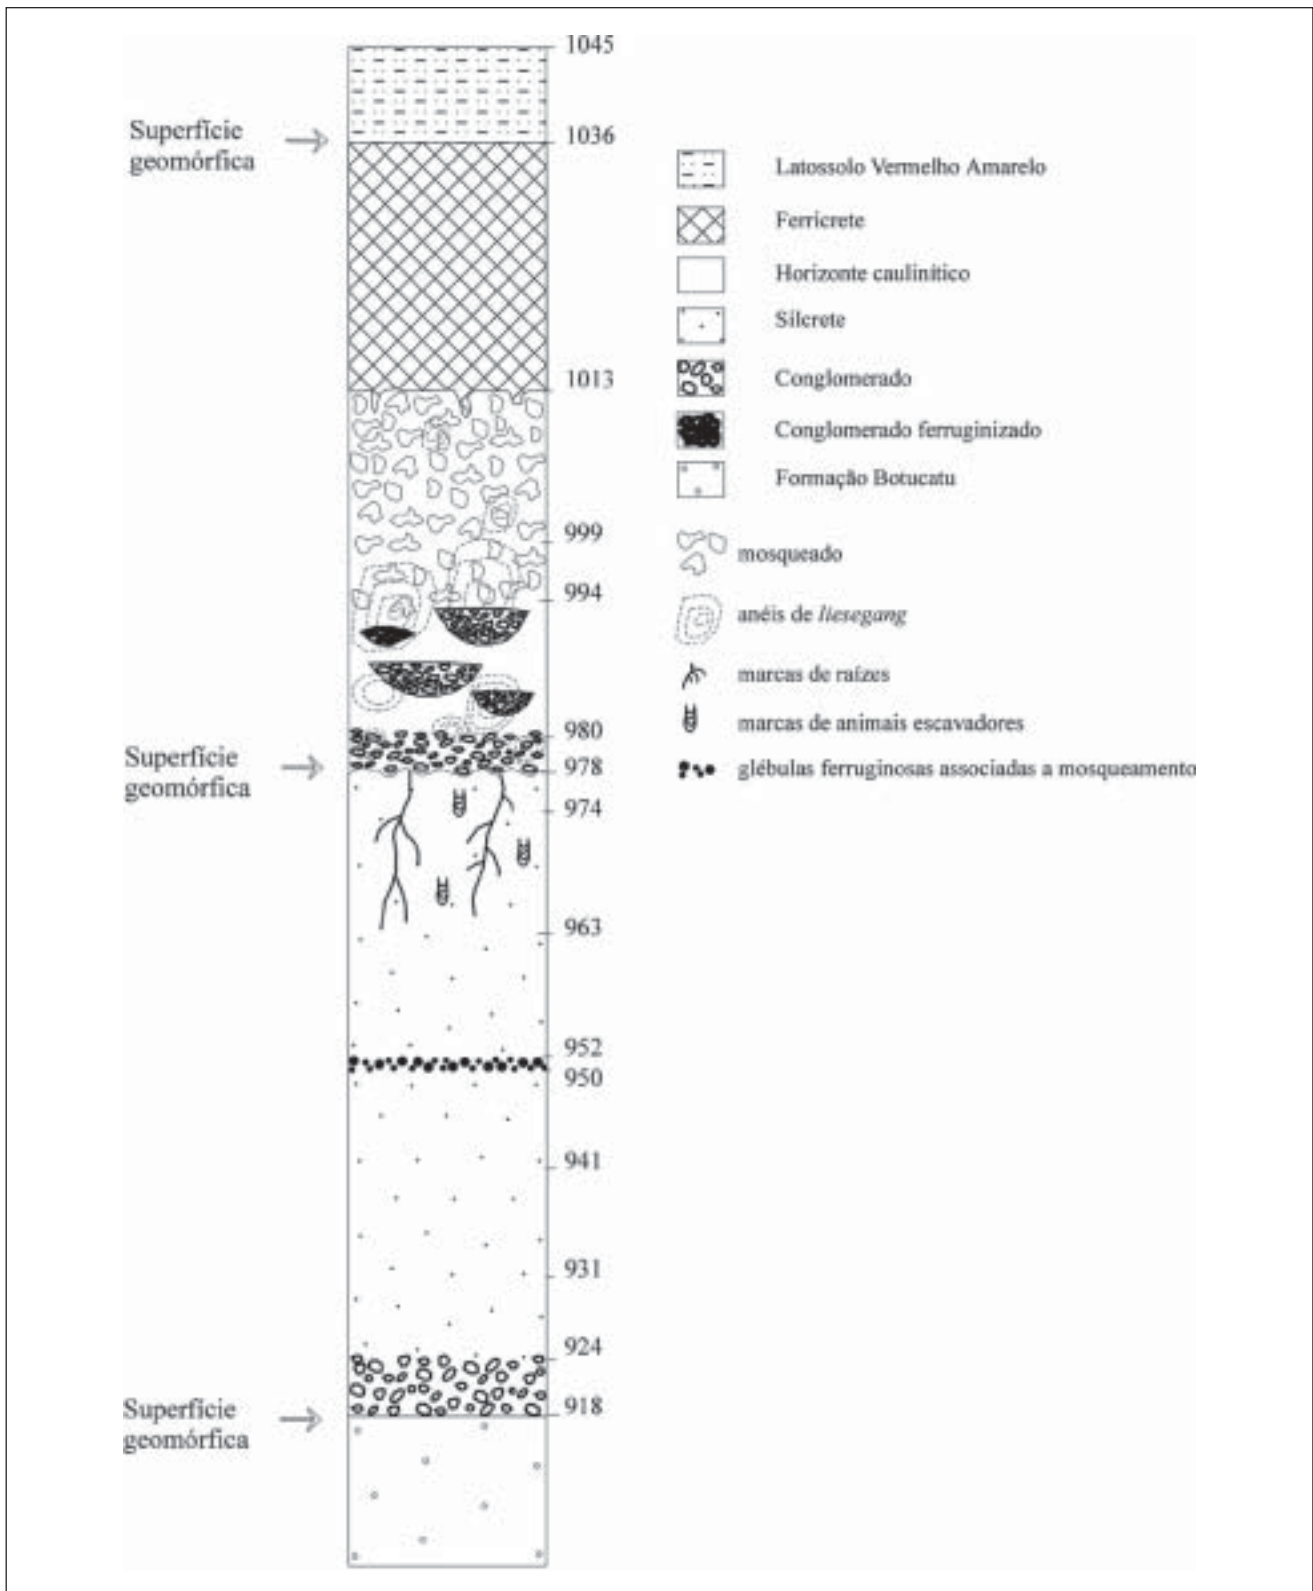 1045
Superfície
geomórfica
1036
1013
999
994
980
Superfície
geomórfica
978
974
963
952
950
941
931
924
Superfície
geomórfica
918
Latossolo Vermelho Amarelo
Ferricrete
Horizonte caulinítico
Silcrete
Conglomerado
Conglomerado ferruginizado
Formação Botucatu
mosqueado
anéis de liesegang
marcas de raízes
marcas de animais escavadores
glébulas ferruginosas associadas a mosqueamento